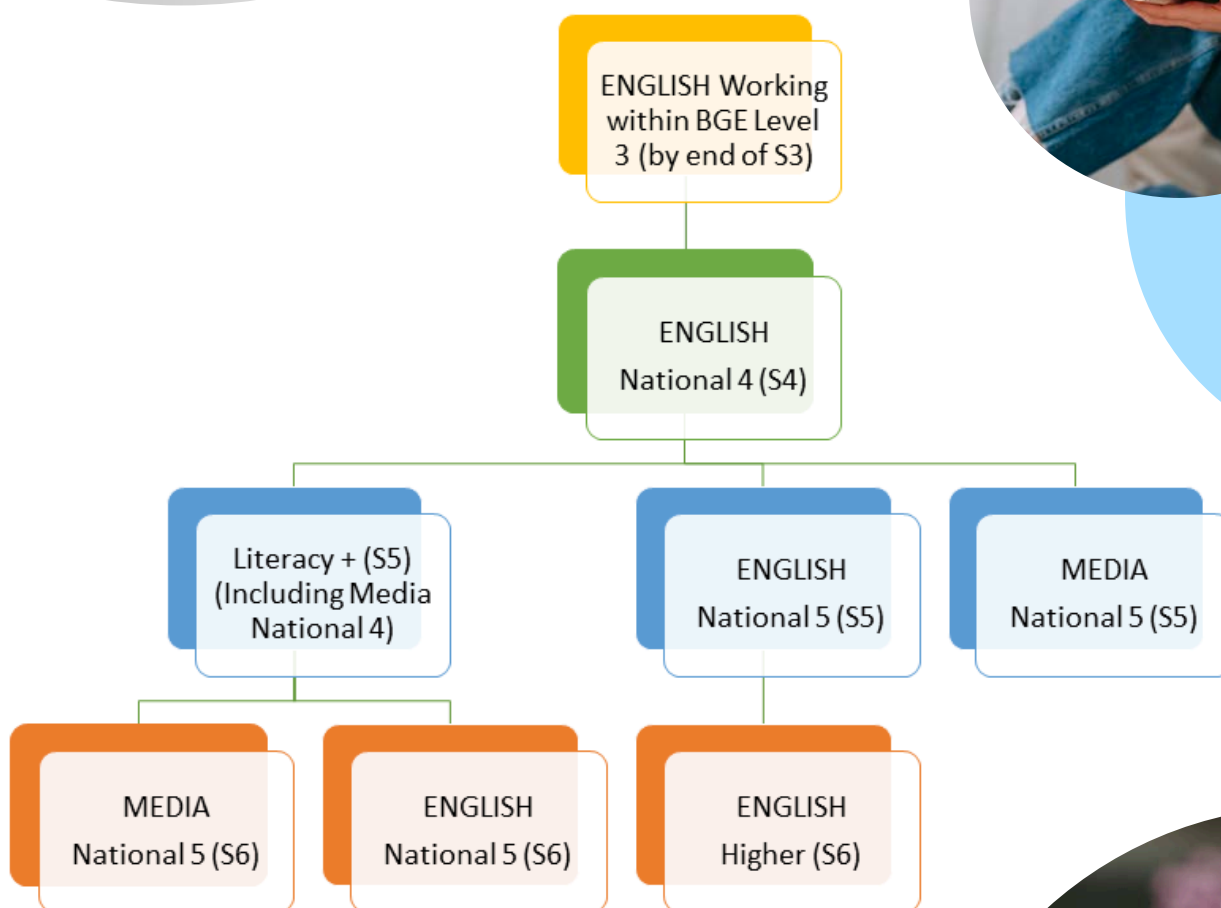 ENGLISH Working
within BGE Level
3 (by end of S3)
ENGLISH
National 4 (S4)
Literacy + (S5)
(Including Media
National 4)
ENGLISH
National 5 (S5)
MEDIA
National 5 (S5)
MEDIA
National 5 (S6)
ENGLISH
National 5 (S6)
ENGLISH
Higher (S6)